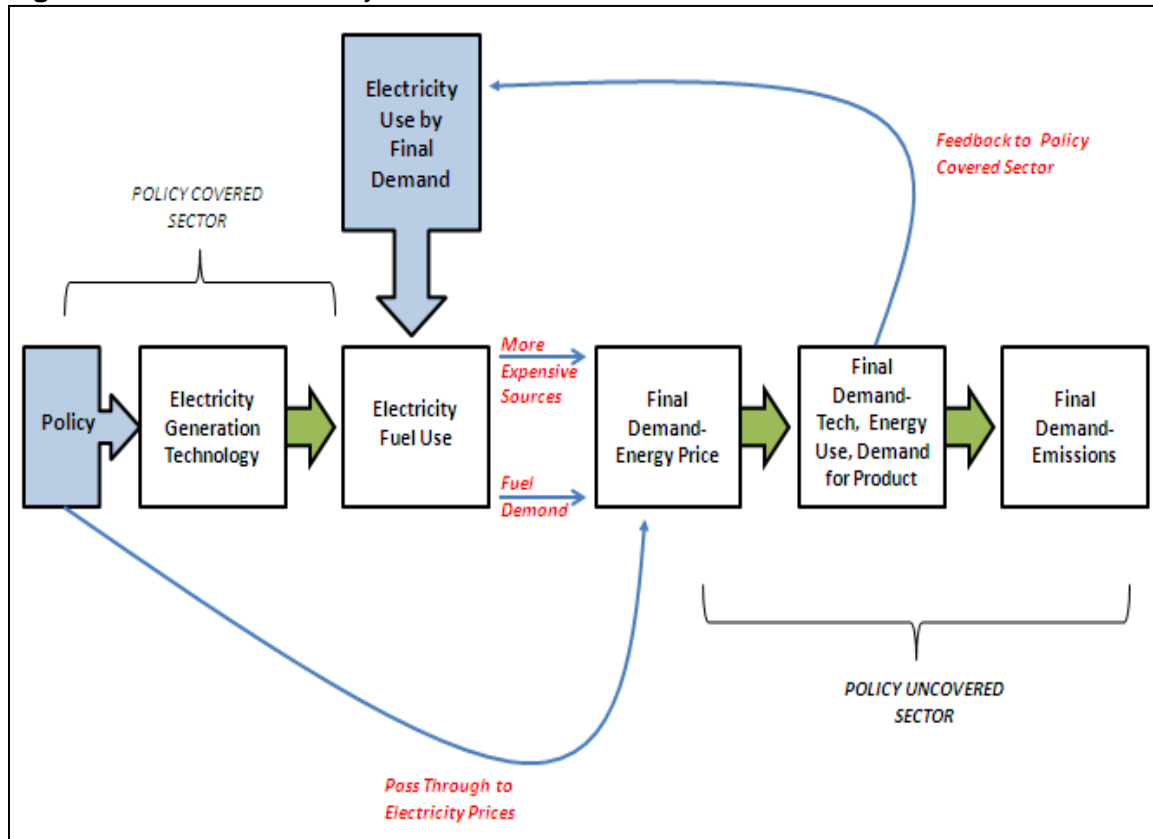 Electricity
Use by
Final
Demand
Feedback to Policy
Covered Sector
POLICY COVERED
SECTOR
Policy
Electricity
Generation
Technology
Electricity
Fuel Use
More
Expensive
Sources
Fuel
Demand
Final
Demand-
Energy Price
Final
Demand-
Tech, Energy
Use, Demand
for Product
Final
Demand-
Emissions
POLICY UNCOVERED
SECTOR
Pass Through to
Electricity Prices